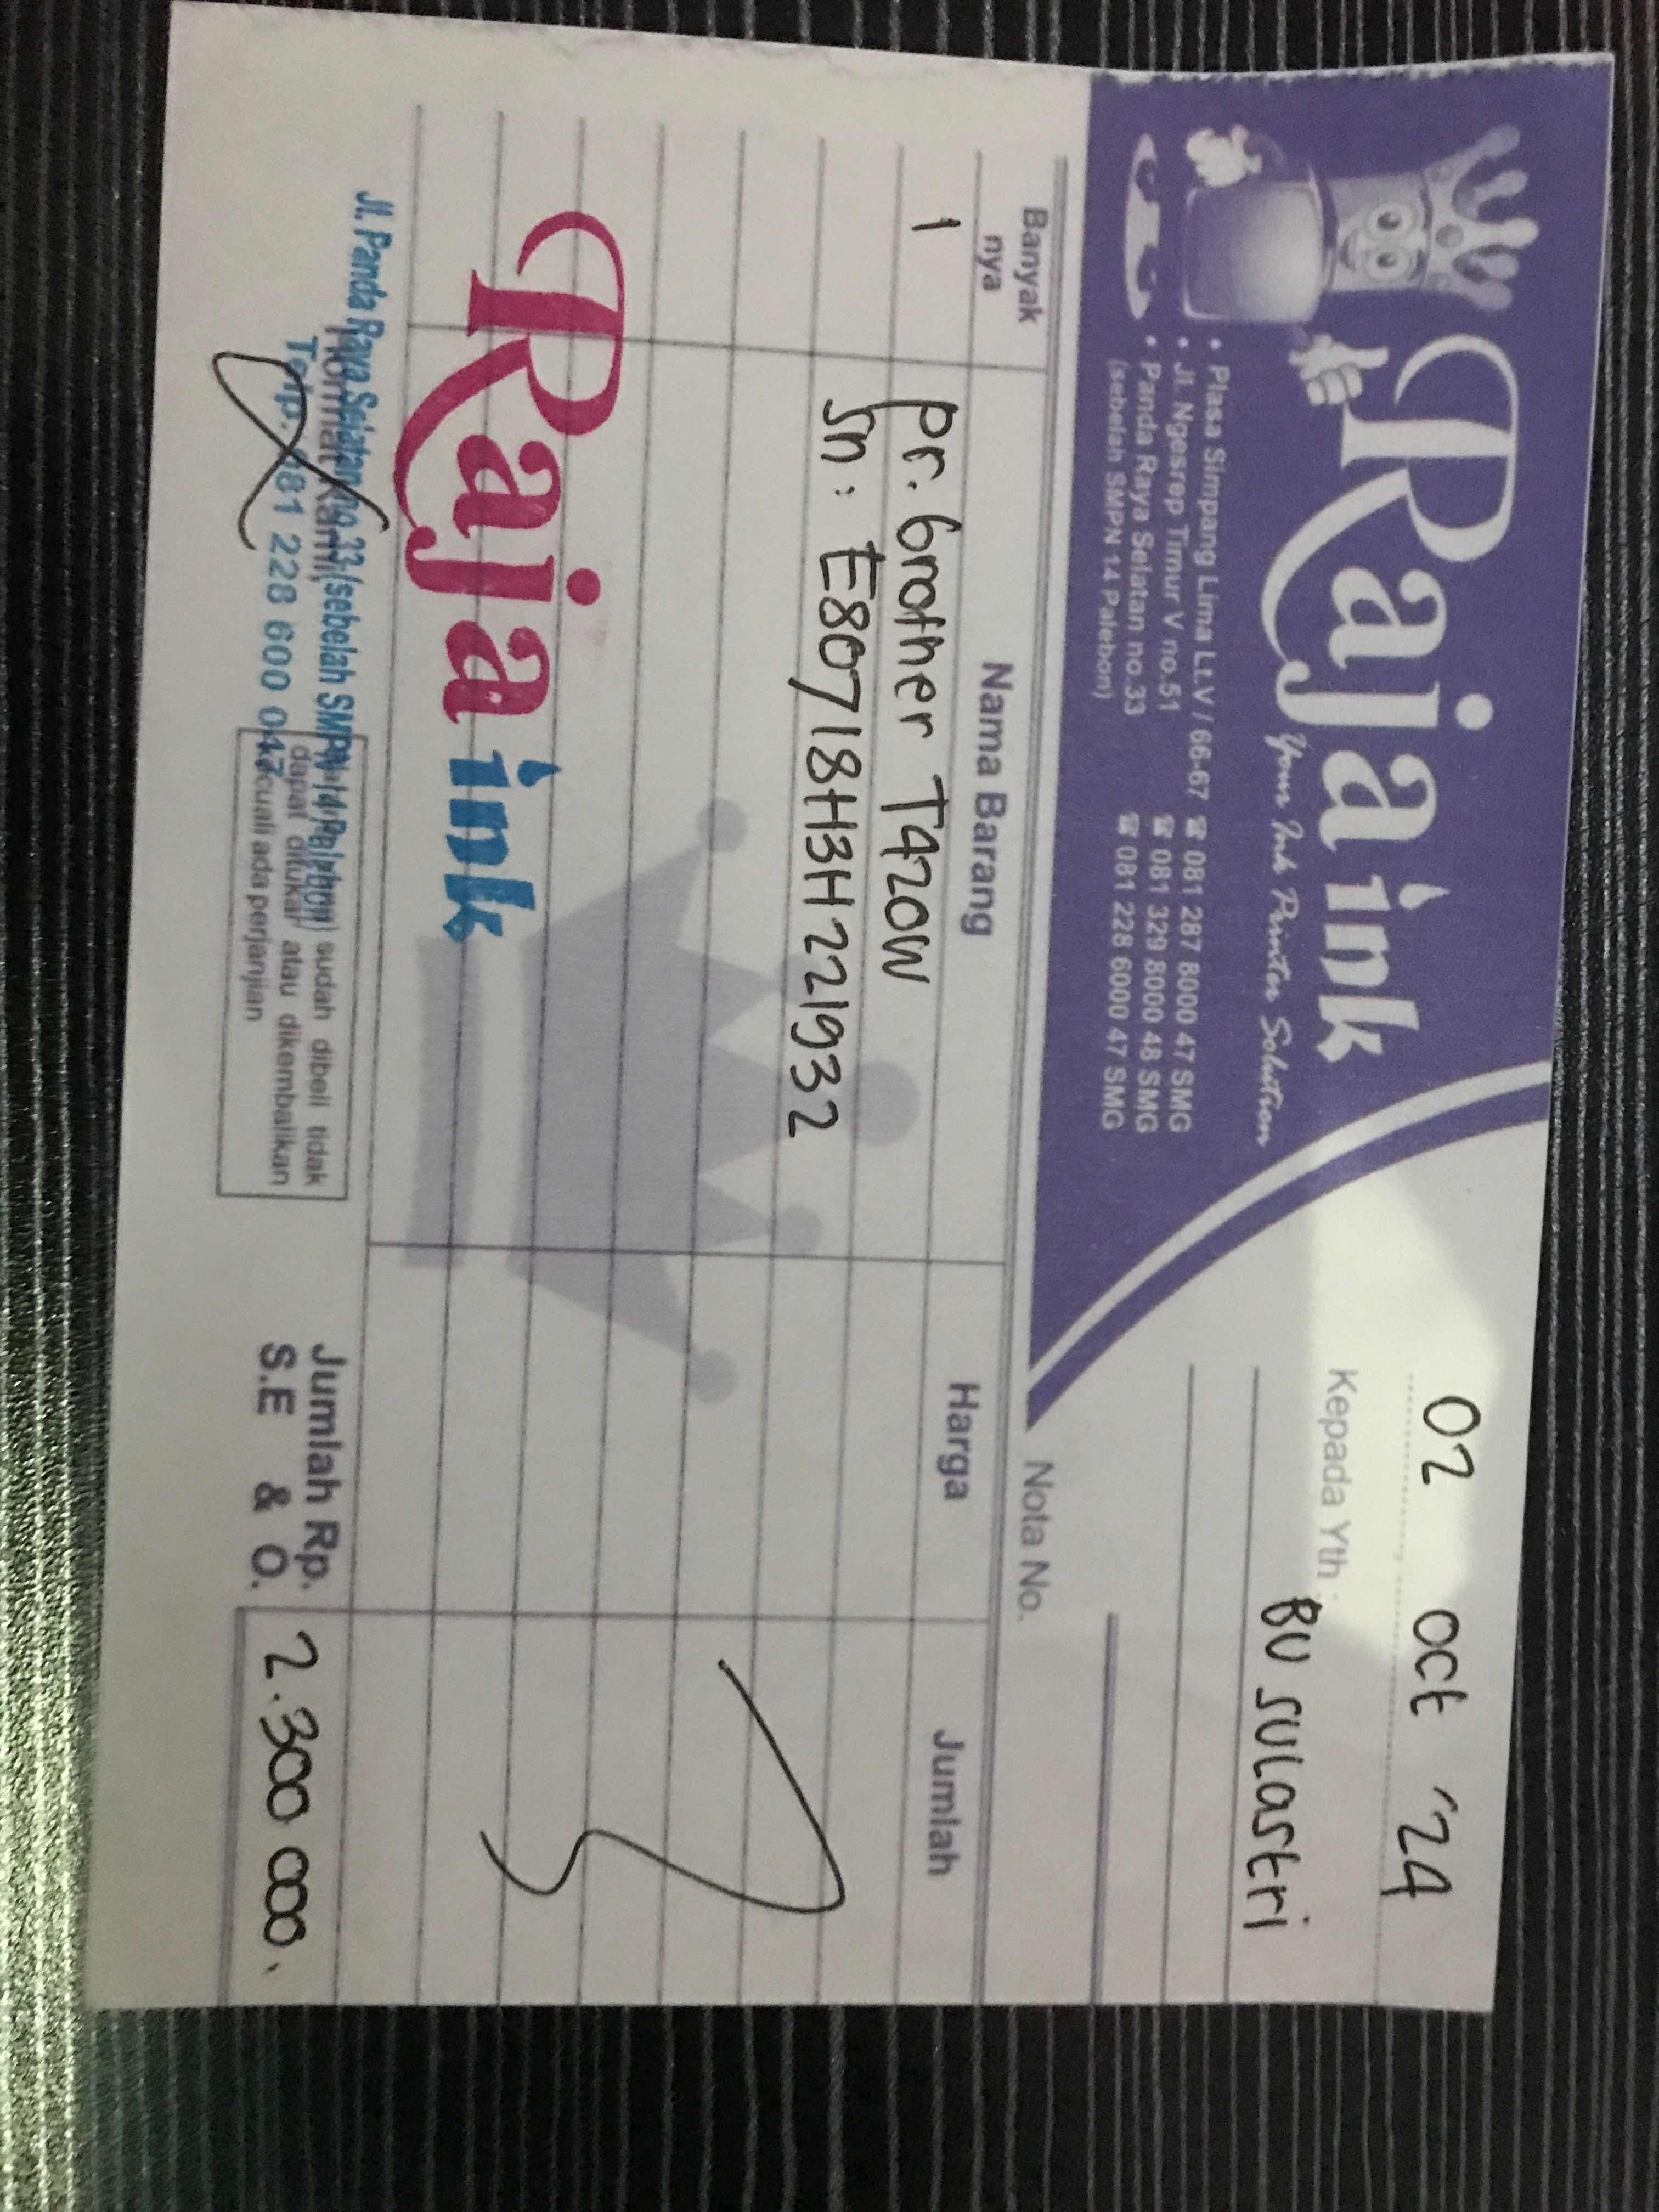 Raja ink
Your Ink Printer Solution
• Plasa Simpang Lima Lt.V / 66-67 ☎ 081 287 8000 47 SMG
• Jl. Ngesrep Timur V no.51 ☎ 081 329 8000 48 SMG
• Panda Raya Selatan no.33 ☎ 081 228 6000 47 SMG
(sebelah SMPN 14 Palebon)
02 Oct '24
Kepada Yth :
BU SULASTRI
Nota No.
Banyak nya Nama Barang Harga Jumlah
1 Pr. brother T420W
Sn : E80718H3H221932
Raja ink
Jl. Panda Raya Selatan no.33 (sebelah SMPN 14 Palebon)
Telp. 081 228 600 047
Hormat Kami,
sudah dibeli tidak
dapat ditukar atau dikembalikan
kecuali ada perjanjian
Jumlah Rp. 2.300 000.
S.E & O.